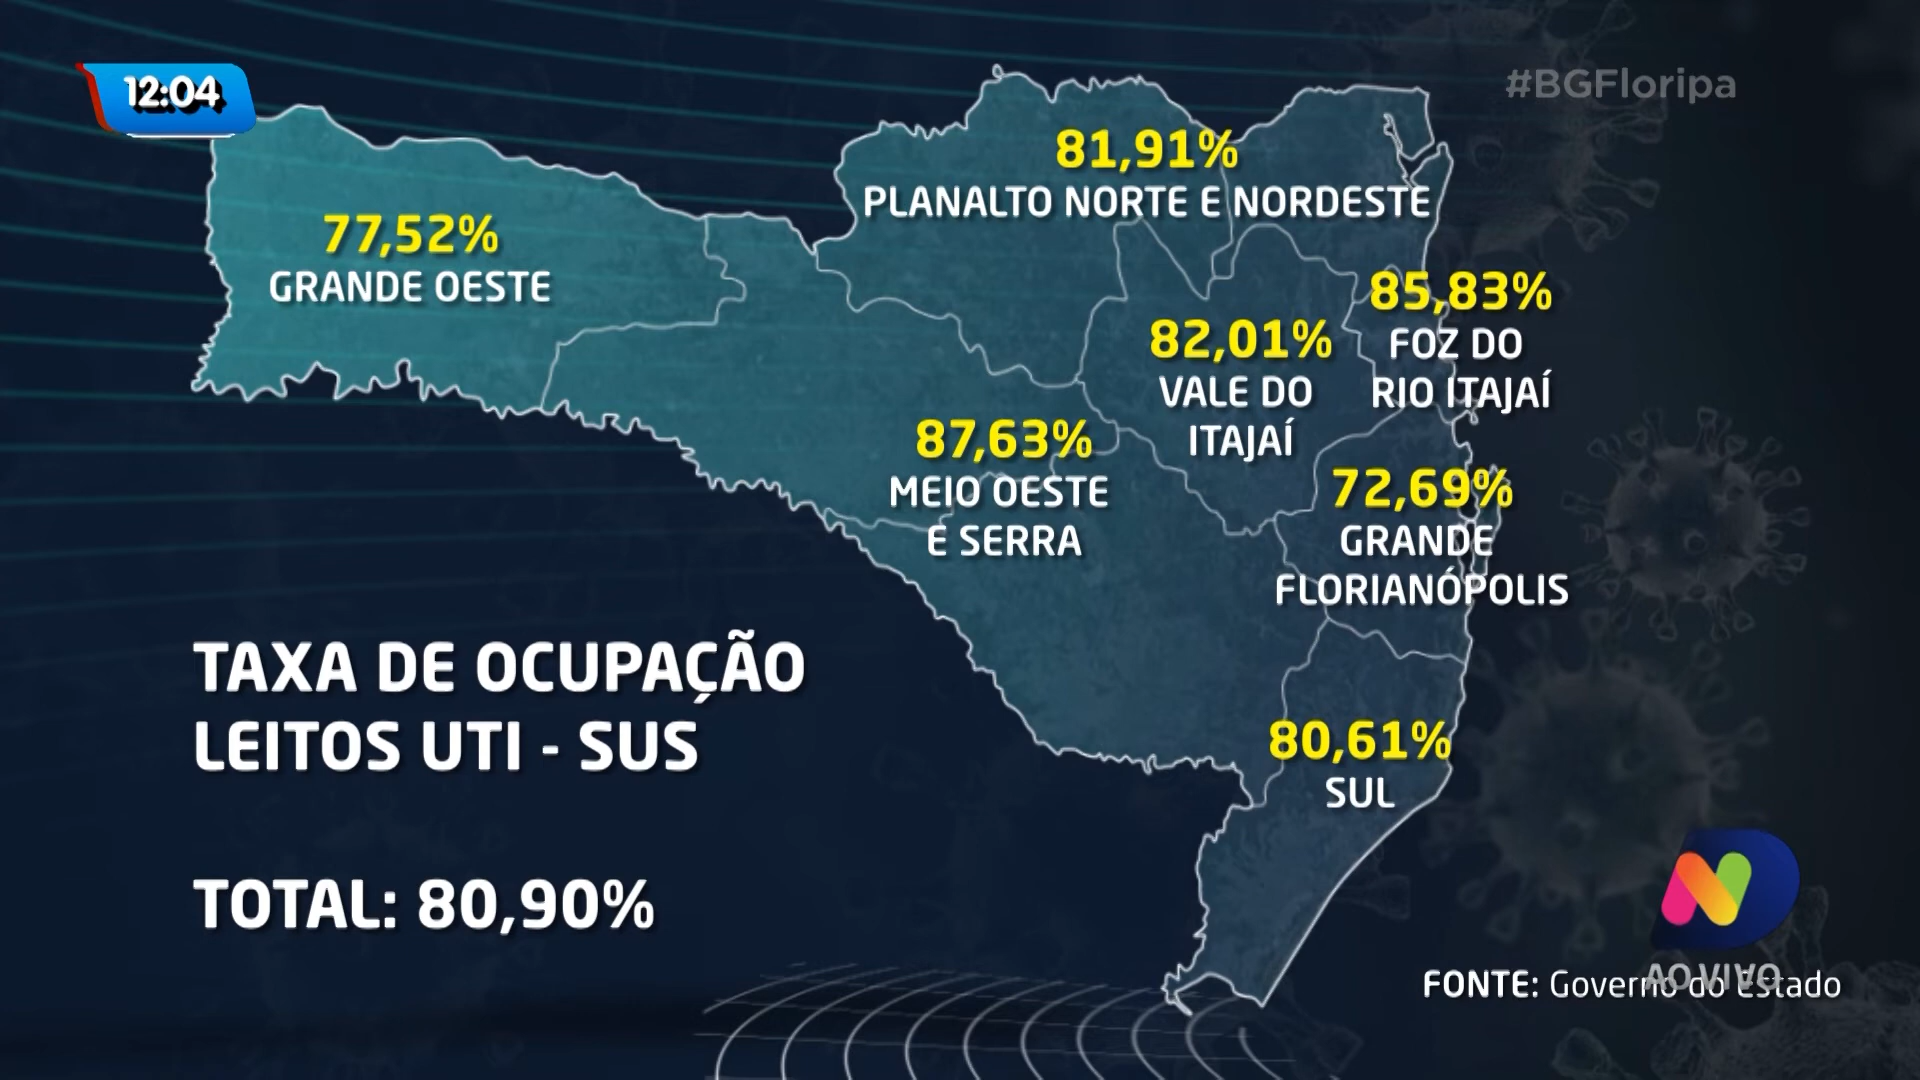 12:04
#BGFloripa
81,91%
PLANALTO NORTE E NORDESTE
77,52%
GRANDE OESTE
85,83%
FOZ DO
RIO ITAJAÍ
82,01%
VALE DO
ITAJAÍ
87,63%
MEIO OESTE
E SERRA
72,69%
GRANDE
FLORIANÓPOLIS
TAXA DE OCUPAÇÃO
LEITOS UTI - SUS
80,61%
SUL
TOTAL: 80,90%
AO VIVO
FONTE: Governo do Estado